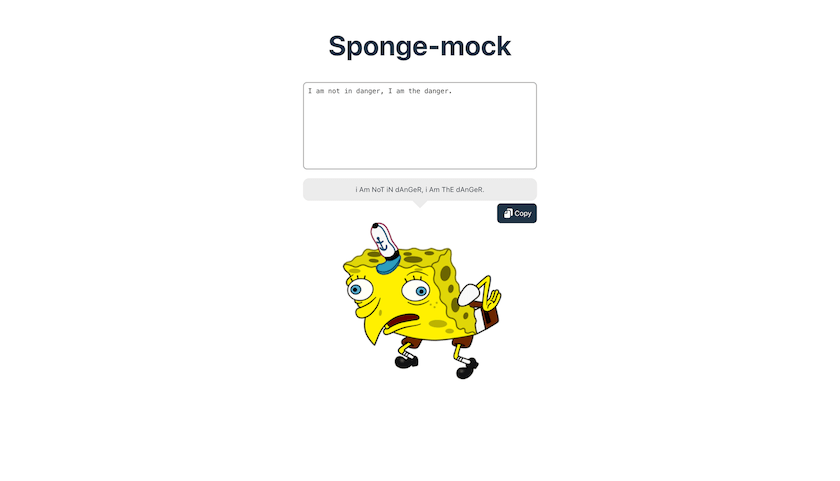 Sponge-mock
I am not in danger, I am the danger.
i Am NoT iN dAnGeR, i Am ThE dAnGeR.
Copy